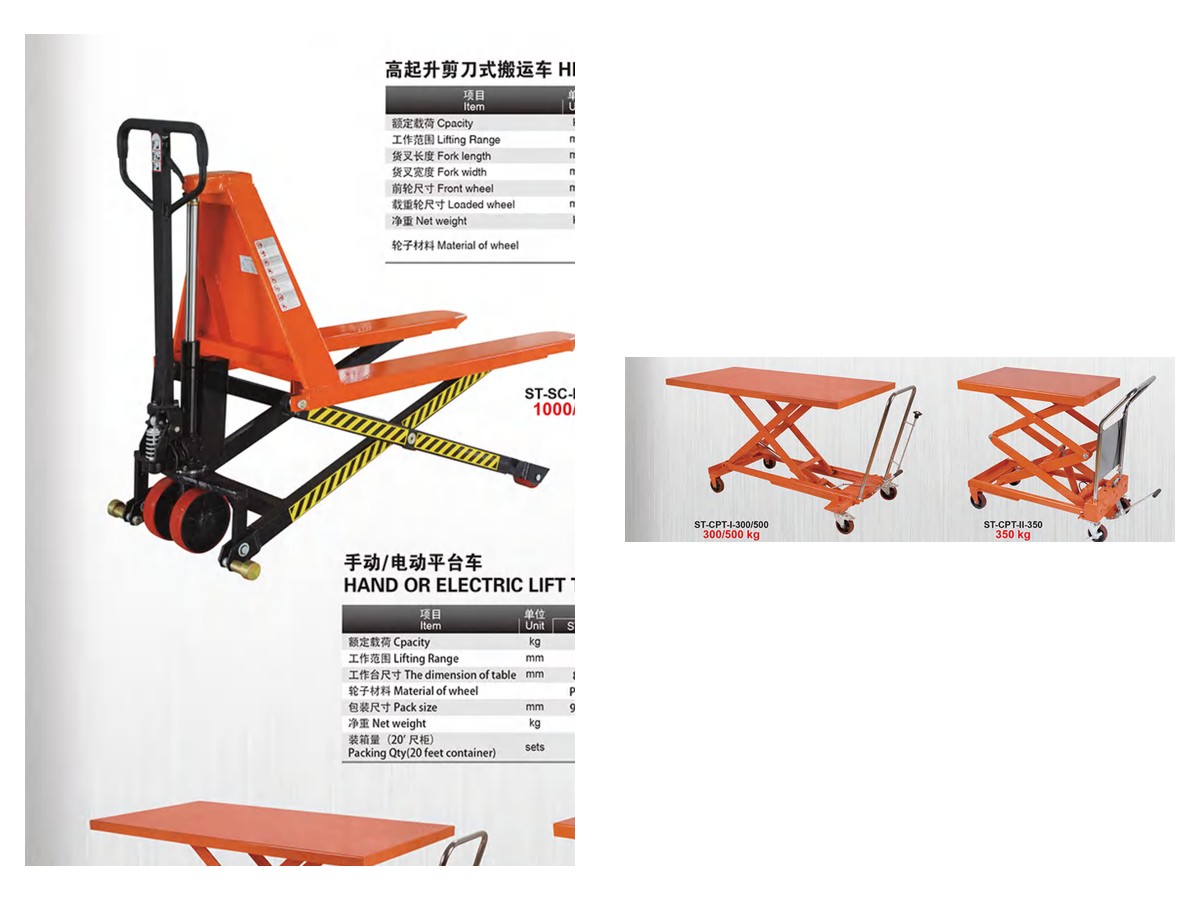 高起升剪刀式搬运车
项目
Item
额定载荷 Cpacity
工作范围 Lifting Range
货叉长度 Fork length
货叉宽度 Fork width
前轮尺寸 Front wheel
载重轮尺寸 Loaded wheel
净重 Net weight
轮子材料 Material of wheel
ST-SC-
1000/
手动/电动平台车
HAND OR ELECTRIC LIFT
项目 单位
Item Unit
额定载荷 Cpacity kg
工作范围 Lifting Range mm
工作台尺寸 The dimension of table mm
轮子材料 Material of wheel
包装尺寸 Pack size mm
净重 Net weight kg
装箱量（20' 尺柜）
Packing Qty(20 feet container) sets
ST-CPT-I-300/500
300/500 kg
ST-CPT-II-350
350 kg